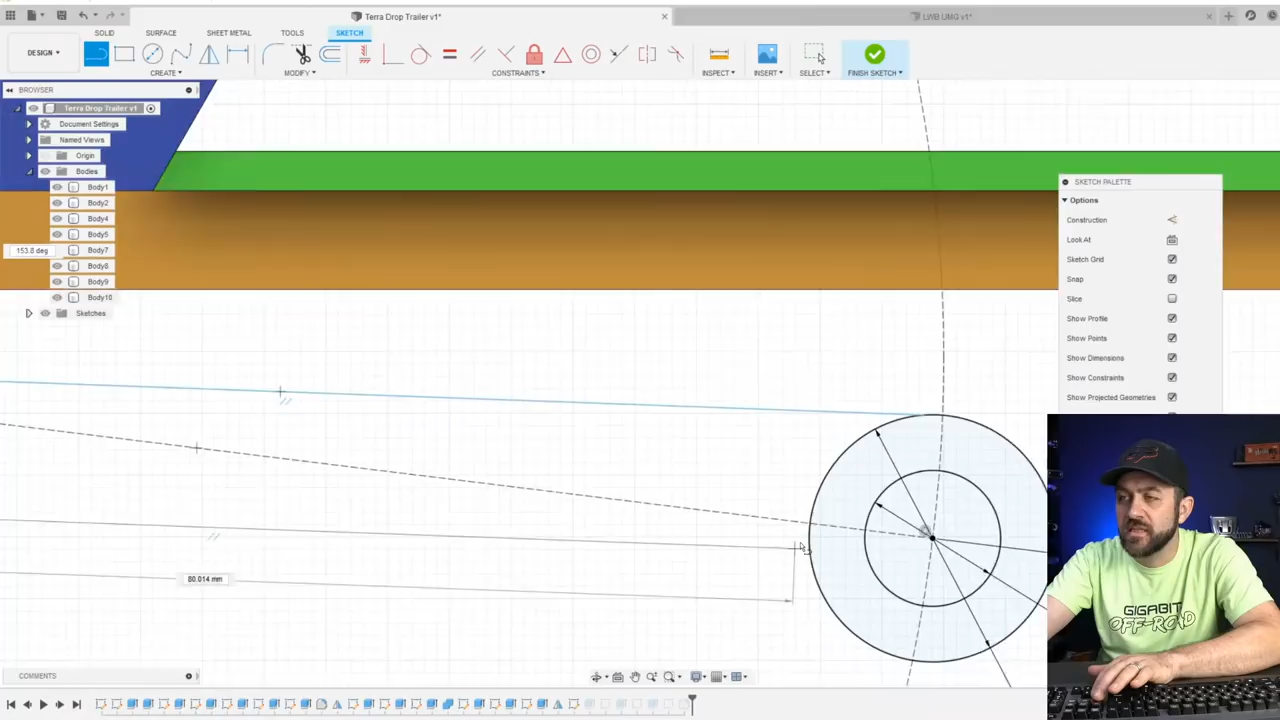 Terra Drop Trailer v1*
LWB UMG v1*
SOLID
SURFACE
SHEET METAL
TOOLS
SKETCH
DESIGN
CREATE
MODIFY
CONSTRAINTS
INSPECT
INSERT
SELECT
FINISH SKETCH
BROWSER
Terra Drop Trailer v1
Document Settings
Named Views
Origin
Bodies
Body1
Body2
Body4
Body5
Body7
Body8
Body9
Body10
Sketches
153.8 deg
80.014 mm
SKETCH PALETTE
Options
Construction
Look At
Sketch Grid
Snap
Slice
Show Profile
Show Points
Show Dimensions
Show Constraints
Show Projected Geometries
GIGABIT
OFF-ROAD
COMMENTS